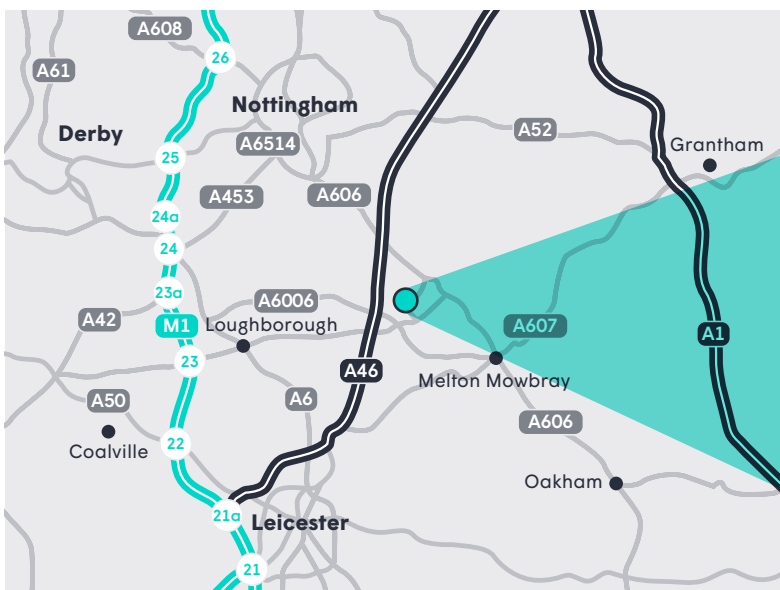 A608
26
A61
Nottingham
Derby
A52
A6514
Grantham
25
A453
A606
24a
24
23a
A6006
A42
M1
Loughborough
A607
A1
23
A46
Melton Mowbray
A50
A6
A606
22
Coalville
Oakham
21a
Leicester
21